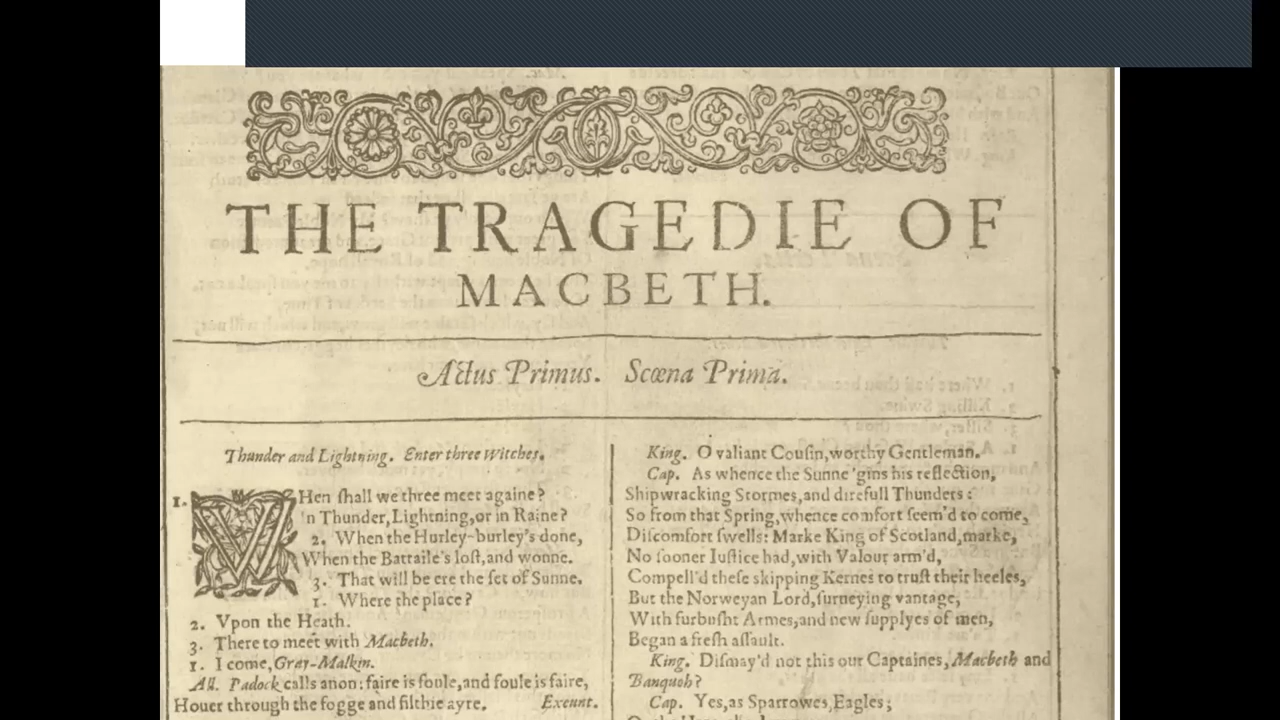 THE TRAGEDIE OF
MACBETH.
Actus Primus. Scœna Prima.
Thunder and Lightning. Enter three Witches.
1. WHen ſhall we three meet againe?
In Thunder, Lightning, or in Raine?
2. When the Hurley-burley's done,
When the Battaile's loſt, and wonne.
3. That will be ere the ſet of Sunne.
1. Where the place?
2. Vpon the Heath.
3. There to meet with Macbeth.
1. I come, Gray-Malkin.
All. Padock calls anon: faire is foule, and foule is faire,
Houer through the fogge and filthie ayre. Exeunt.
King. O valiant Couſin, worthy Gentleman.
Cap. As whence the Sunne 'gins his reflection,
Shipwracking Stormes, and direfull Thunders:
So from that Spring, whence comfort ſeem'd to come,
Diſcomfort ſwells: Marke King of Scotland, marke,
No ſooner Iuſtice had, with Valour arm'd,
Compell'd theſe skipping Kernes to truſt their heeles,
But the Norweyan Lord, ſurueying vantage,
With furbuſht Armes, and new ſupplyes of men,
Began a freſh aſſault.
King. Diſmay'd not this our Captaines, Macbeth and
Banquoh?
Cap. Yes, as Sparrowes, Eagles;